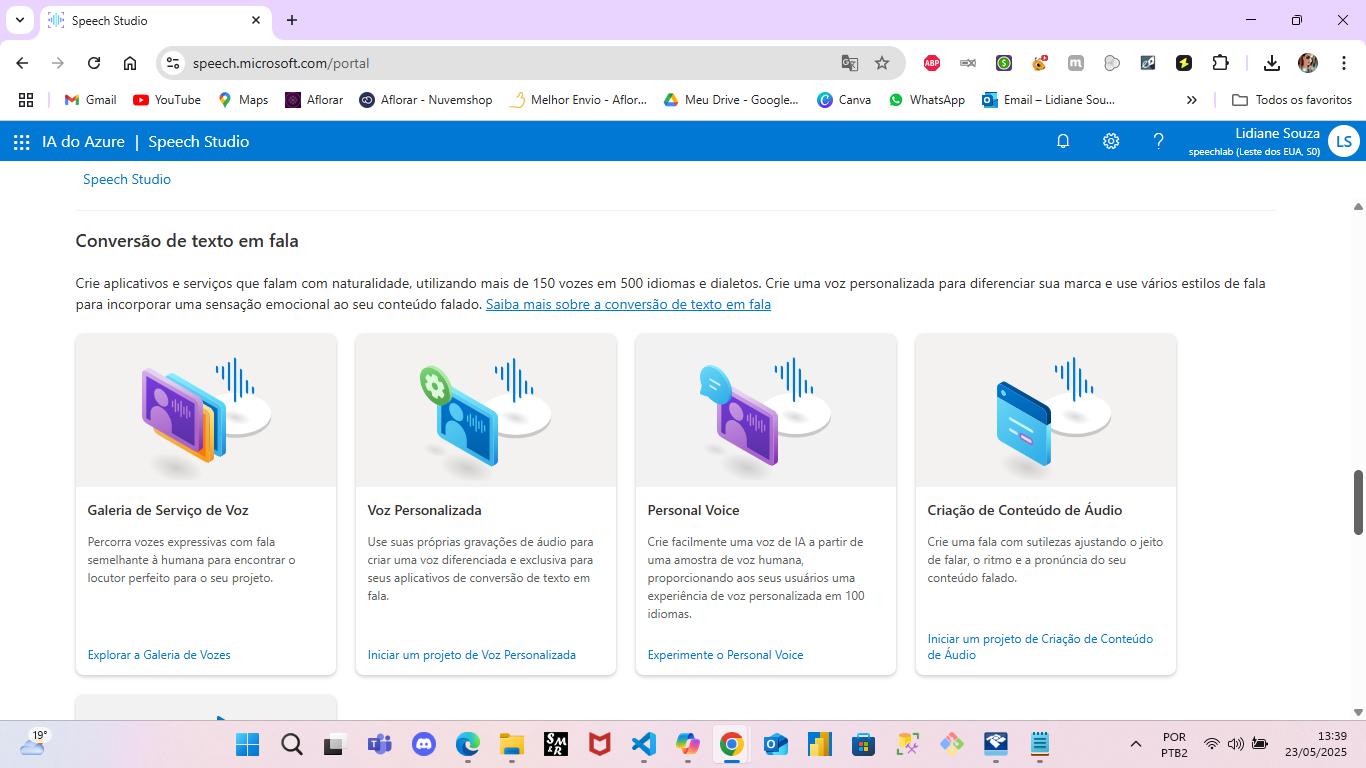 Speech Studio
speech.microsoft.com/portal
ABP
Gmail
YouTube
Maps
Aflorar
Aflorar - Nuvemshop
Melhor Envio - Aflor...
Meu Drive - Google...
Canva
WhatsApp
Email – Lidiane Sou...
Todos os favoritos
IA do Azure | Speech Studio
Lidiane Souza
speechlab (Leste dos EUA, S0)
LS
Speech Studio
Conversão de texto em fala
Crie aplicativos e serviços que falam com naturalidade, utilizando mais de 150 vozes em 500 idiomas e dialetos. Crie uma voz personalizada para diferenciar sua marca e use vários estilos de fala
para incorporar uma sensação emocional ao seu conteúdo falado. Saiba mais sobre a conversão de texto em fala
Galeria de Serviço de Voz
Percorra vozes expressivas com fala
semelhante à humana para encontrar o
locutor perfeito para o seu projeto.
Explorar a Galeria de Vozes
Voz Personalizada
Use suas próprias gravações de áudio para
criar uma voz diferenciada e exclusiva para
seus aplicativos de conversão de texto em
fala.
Iniciar um projeto de Voz Personalizada
Personal Voice
Crie facilmente uma voz de IA a partir de
uma amostra de voz humana,
proporcionando aos seus usuários uma
experiência de voz personalizada em 100
idiomas.
Experimente o Personal Voice
Criação de Conteúdo de Áudio
Crie uma fala com sutilezas ajustando o jeito
de falar, o ritmo e a pronúncia do seu
conteúdo falado.
Iniciar um projeto de Criação de Conteúdo
de Áudio
19°
SM
&R
POR
PTB2
13:39
23/05/2025